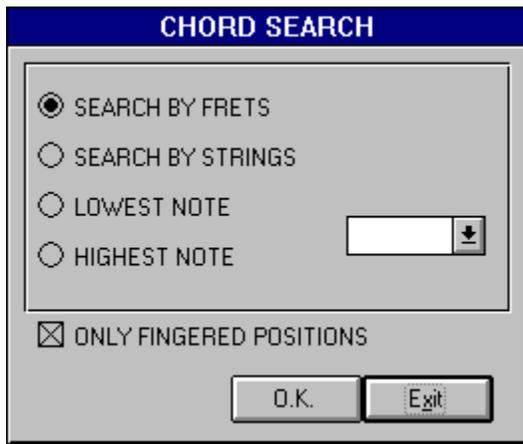 CHORD SEARCH
SEARCH BY FRETS
SEARCH BY STRINGS
LOWEST NOTE
HIGHEST NOTE
ONLY FINGERED POSITIONS
O.K. Exit